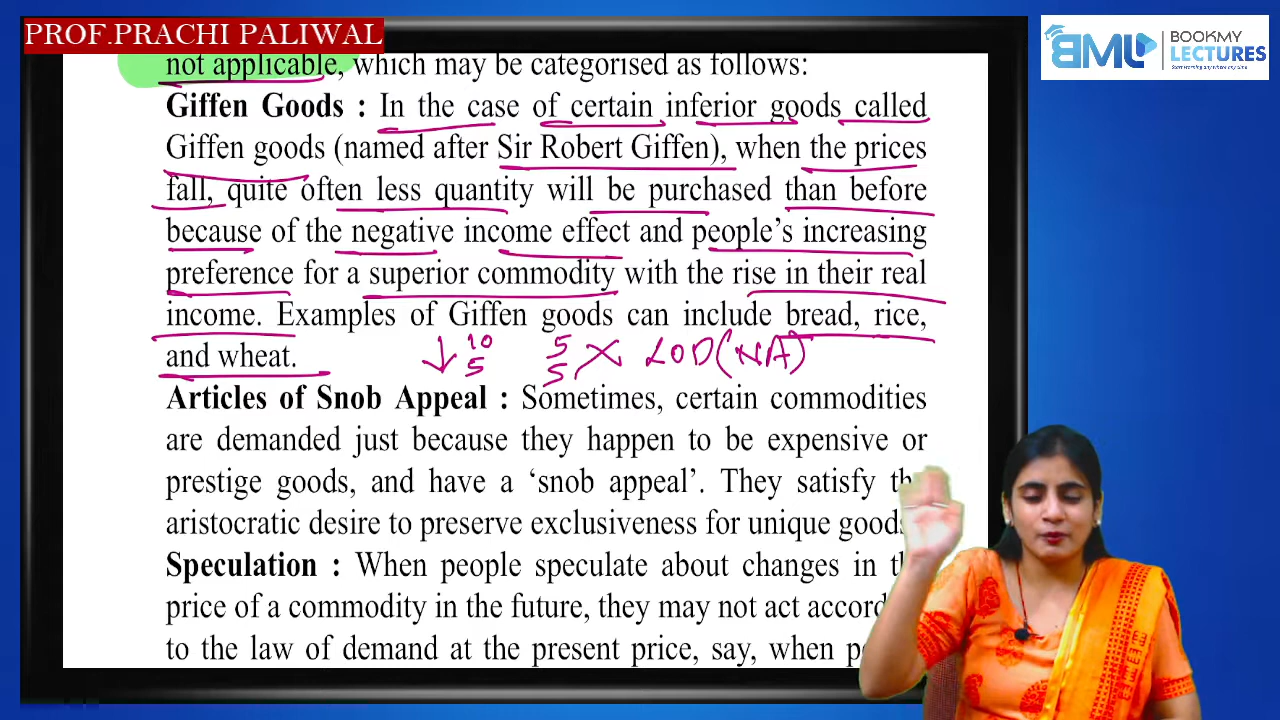 PROF.PRACHI PALIWAL
BOOKMY
LECTURES
BML
not applicable, which may be categorised as follows:
Giffen Goods : In the case of certain inferior goods called
Giffen goods (named after Sir Robert Giffen), when the prices
fall, quite often less quantity will be purchased than before
because of the negative income effect and people's increasing
preference for a superior commodity with the rise in their real
income. Examples of Giffen goods can include bread, rice,
and wheat.
↓ 10 5 5 5 X LOD (NA)
Articles of Snob Appeal : Sometimes, certain commodities
are demanded just because they happen to be expensive or
prestige goods, and have a ‘snob appeal’. They satisfy th
aristocratic desire to preserve exclusiveness for unique goods.
Speculation : When people speculate about changes in th
price of a commodity in the future, they may not act accord
to the law of demand at the present price, say, when pe